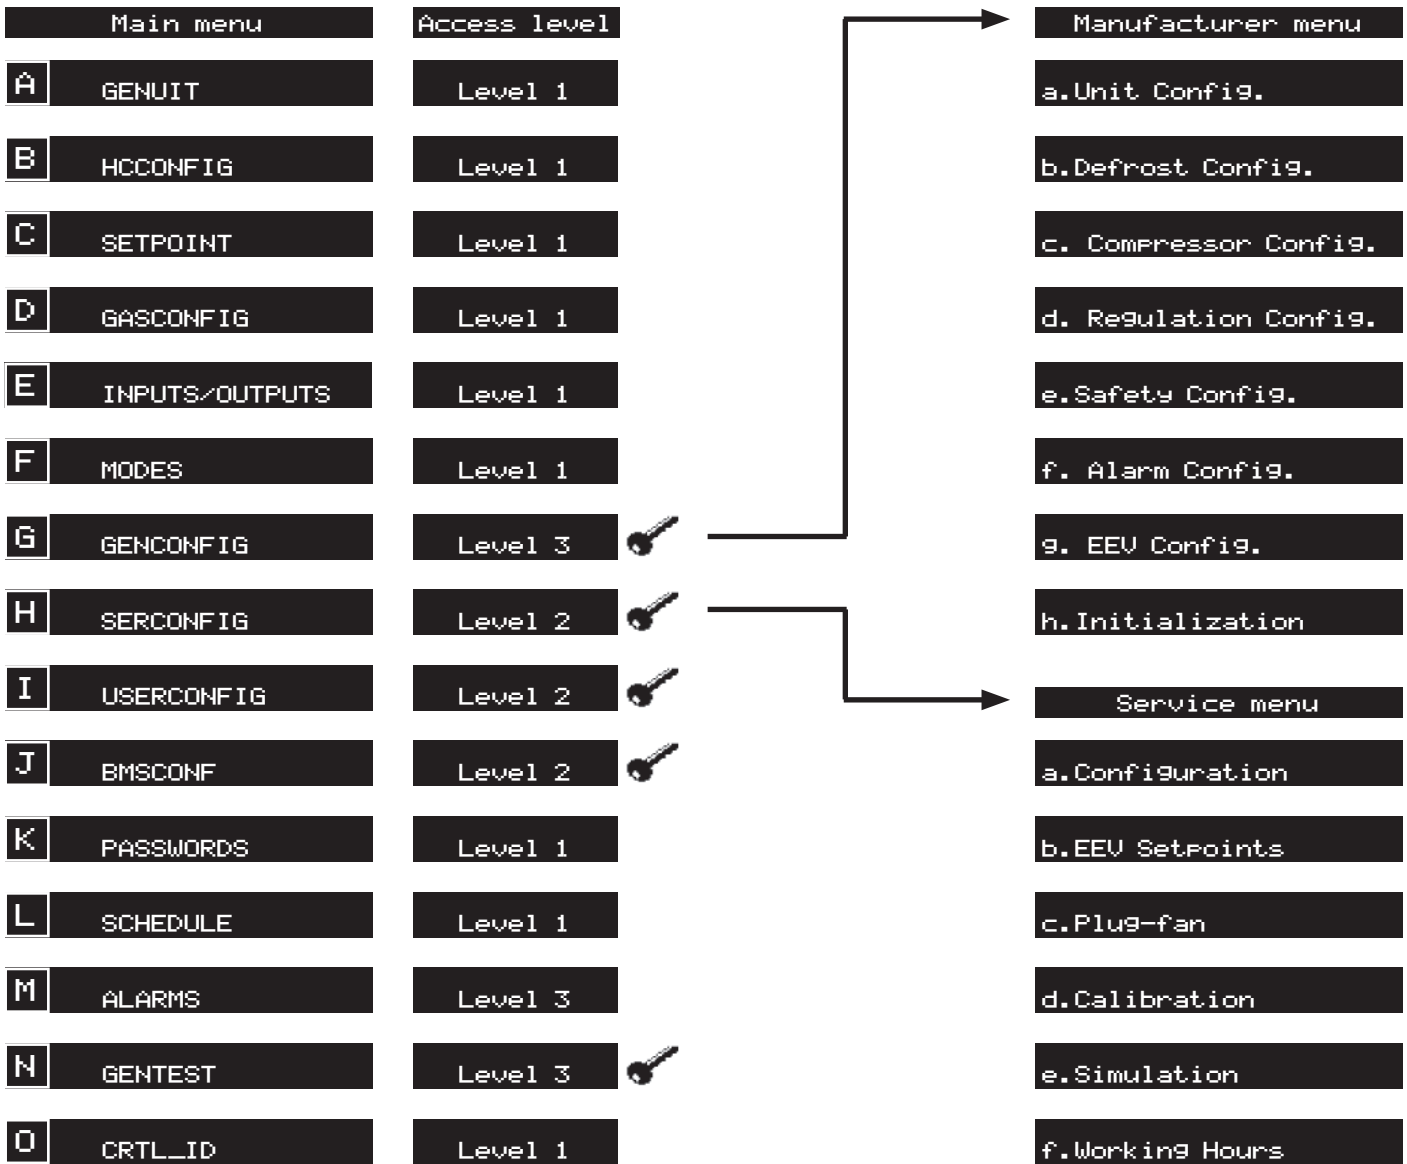 Main menu
Access level
A GENUIT Level 1
B HCCONFIG Level 1
C SETPOINT Level 1
D GASCONFIG Level 1
E INPUTS/OUTPUTS Level 1
F MODES Level 1
G GENCONFIG Level 3
H SERCONFIG Level 2
I USERCONFIG Level 2
J BMSCONF Level 2
K PASSWORDS Level 1
L SCHEDULE Level 1
M ALARMS Level 3
N GENTEST Level 3
O CRTL_ID Level 1
Manufacturer menu
a.Unit Config.
b.Defrost Config.
c. Compressor Config.
d. Regulation Config.
e.Safety Config.
f. Alarm Config.
g. EEV Config.
h.Initialization
Service menu
a.Configuration
b.EEV Setpoints
c.Plug-fan
d.Calibration
e.Simulation
f.Working Hours